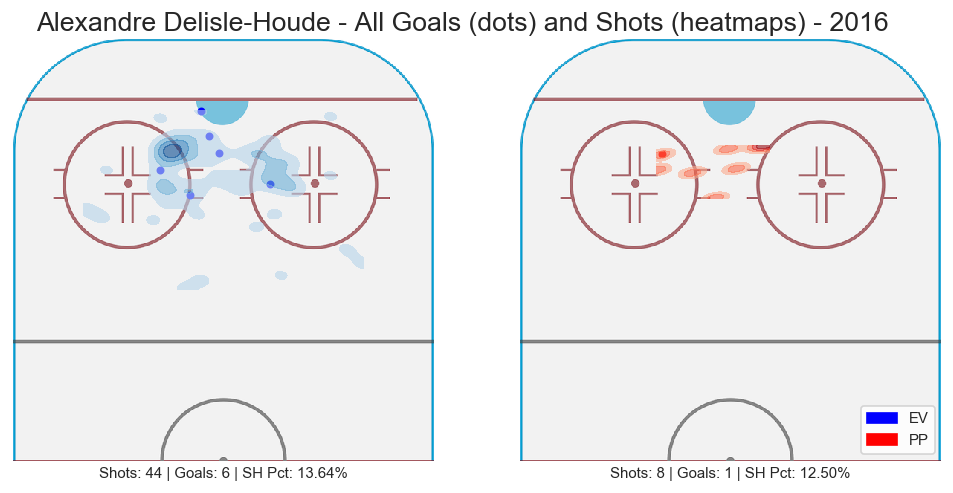 Alexandre Delisle-Houde - All Goals (dots) and Shots (heatmaps) - 2016
EV
PP
Shots: 44 | Goals: 6 | SH Pct: 13.64%
Shots: 8 | Goals: 1 | SH Pct: 12.50%